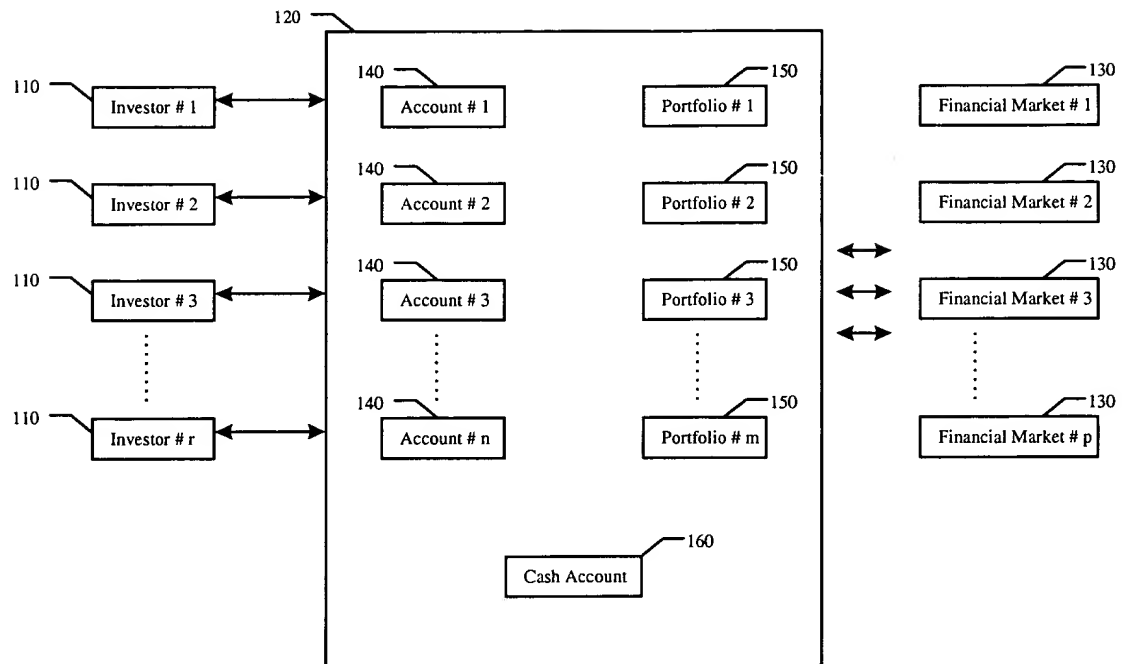 120
110 140 150 130
Investor # 1 Account # 1 Portfolio # 1 Financial Market # 1
110 140 150 130
Investor # 2 Account # 2 Portfolio # 2 Financial Market # 2
110 140 150 130
Investor # 3 Account # 3 Portfolio # 3 Financial Market # 3
110 140 150 130
Investor # r Account # n Portfolio # m Financial Market # p
160
Cash Account